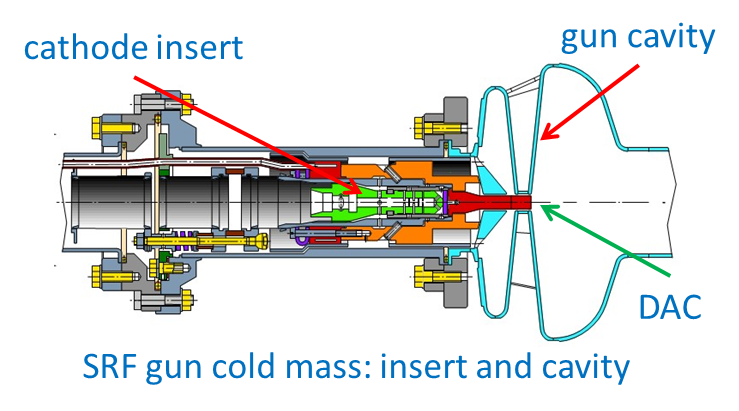 cathode insert
gun cavity
DAC
SRF gun cold mass: insert and cavity